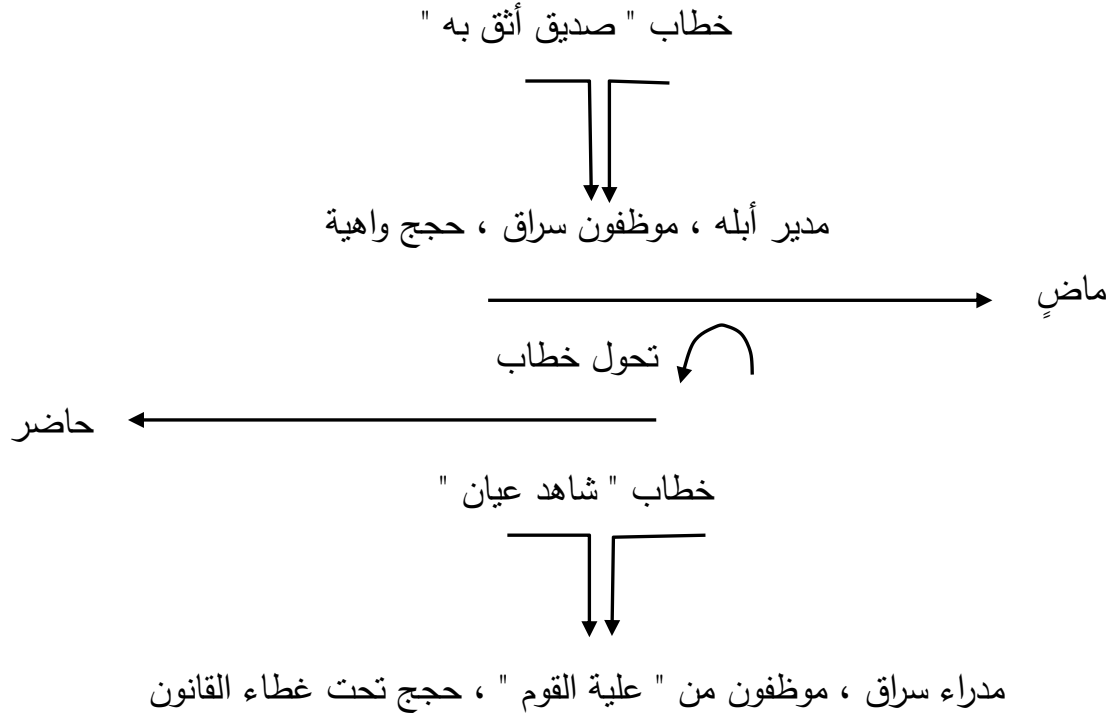 خطاب " صديق أثق به "
مدير أبله ، موظفون سراق ، حجج واهية
ماضٍ
تحول خطاب
حاضر
خطاب " شاهد عيان "
مدراء سراق ، موظفون من " علية القوم " ، حجج تحت غطاء القانون